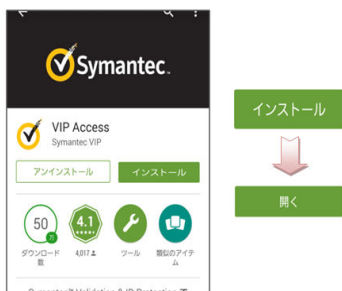 Symantec.
VIP Access
Symantec VIP
アンインストール
インストール
50
万
4.1
ダウンロード
数
4,017
ツール
類似のアイテ
ム
インストール
開く